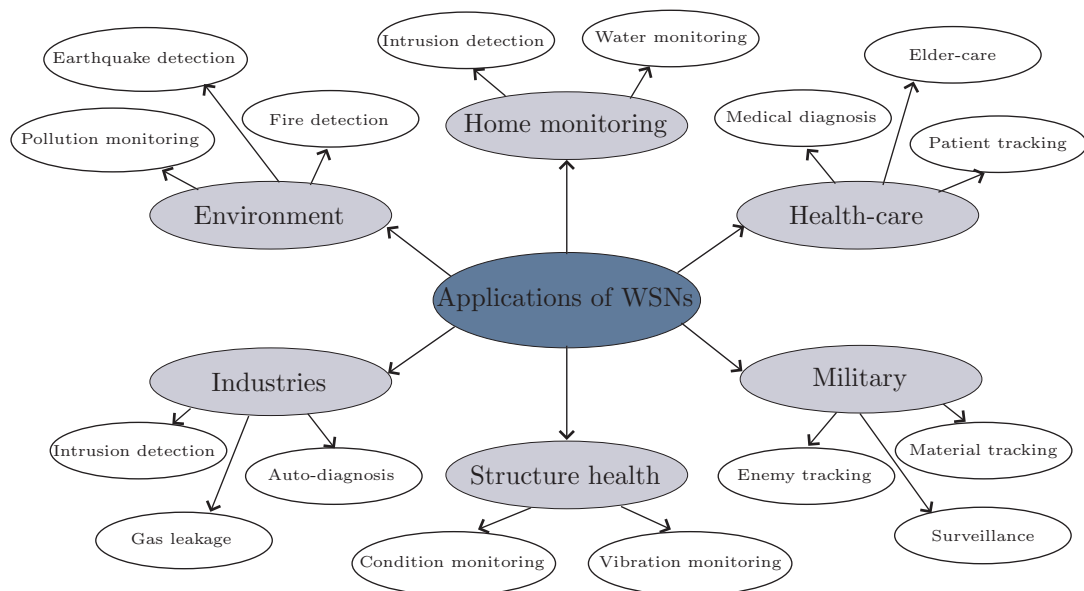 Intrusion detection
Water monitoring
Elder-care
Earthquake detection
Fire detection
Home monitoring
Medical diagnosis
Pollution monitoring
Patient tracking
Environment
Health-care
Applications of WSNs
Industries
Military
Intrusion detection
Auto-diagnosis
Structure health
Enemy tracking
Material tracking
Gas leakage
Condition monitoring
Vibration monitoring
Surveillance